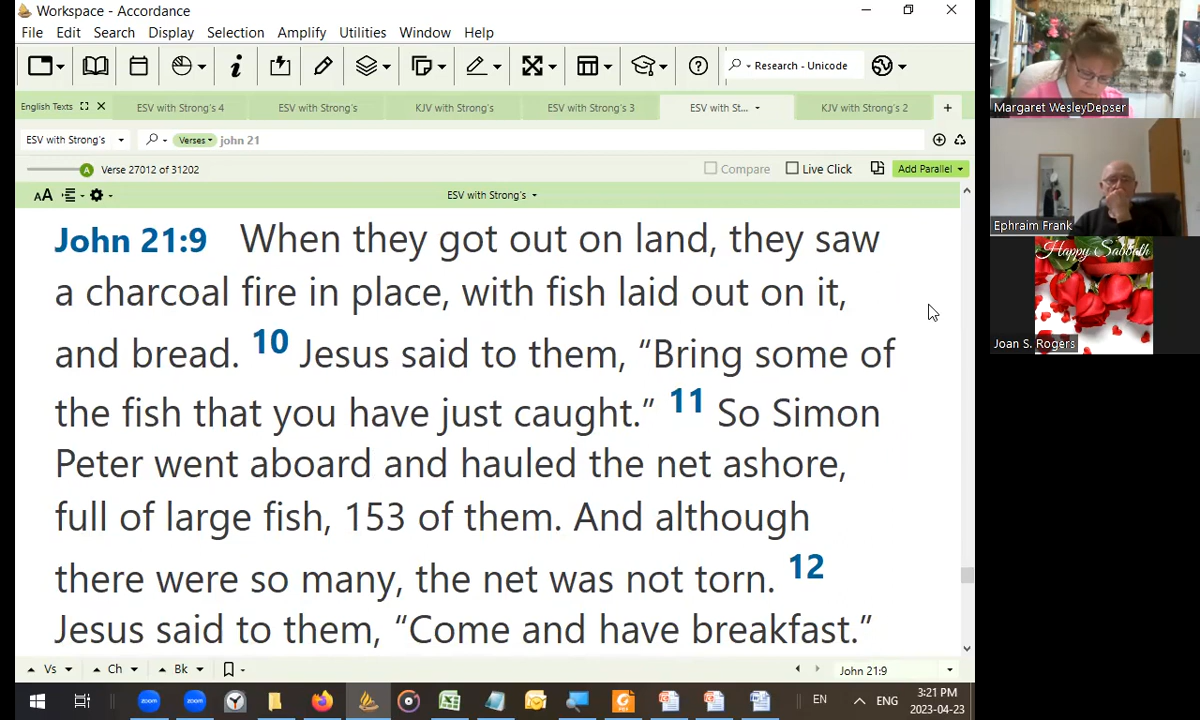 Workspace - Accordance
File Edit Search Display Selection Amplify Utilities Window Help
Research - Unicode
English Texts ESV with Strong's 4 ESV with Strong's KJV with Strong's ESV with Strong's 3 ESV with St... KJV with Strong's 2
ESV with Strong's Verses john 21
A Verse 27012 of 31202 Compare Live Click Add Parallel
AA ESV with Strong's
John 21:9 When they got out on land, they saw
a charcoal fire in place, with fish laid out on it,
and bread. 10 Jesus said to them, “Bring some of
the fish that you have just caught.” 11 So Simon
Peter went aboard and hauled the net ashore,
full of large fish, 153 of them. And although
there were so many, the net was not torn. 12
Jesus said to them, “Come and have breakfast.”
Vs Ch Bk John 21:9
zoom zoom EN ENG 3:21 PM
2023-04-23
Margaret WesleyDepser
Ephraim Frank
Happy Sabbath
Joan S. Rogers